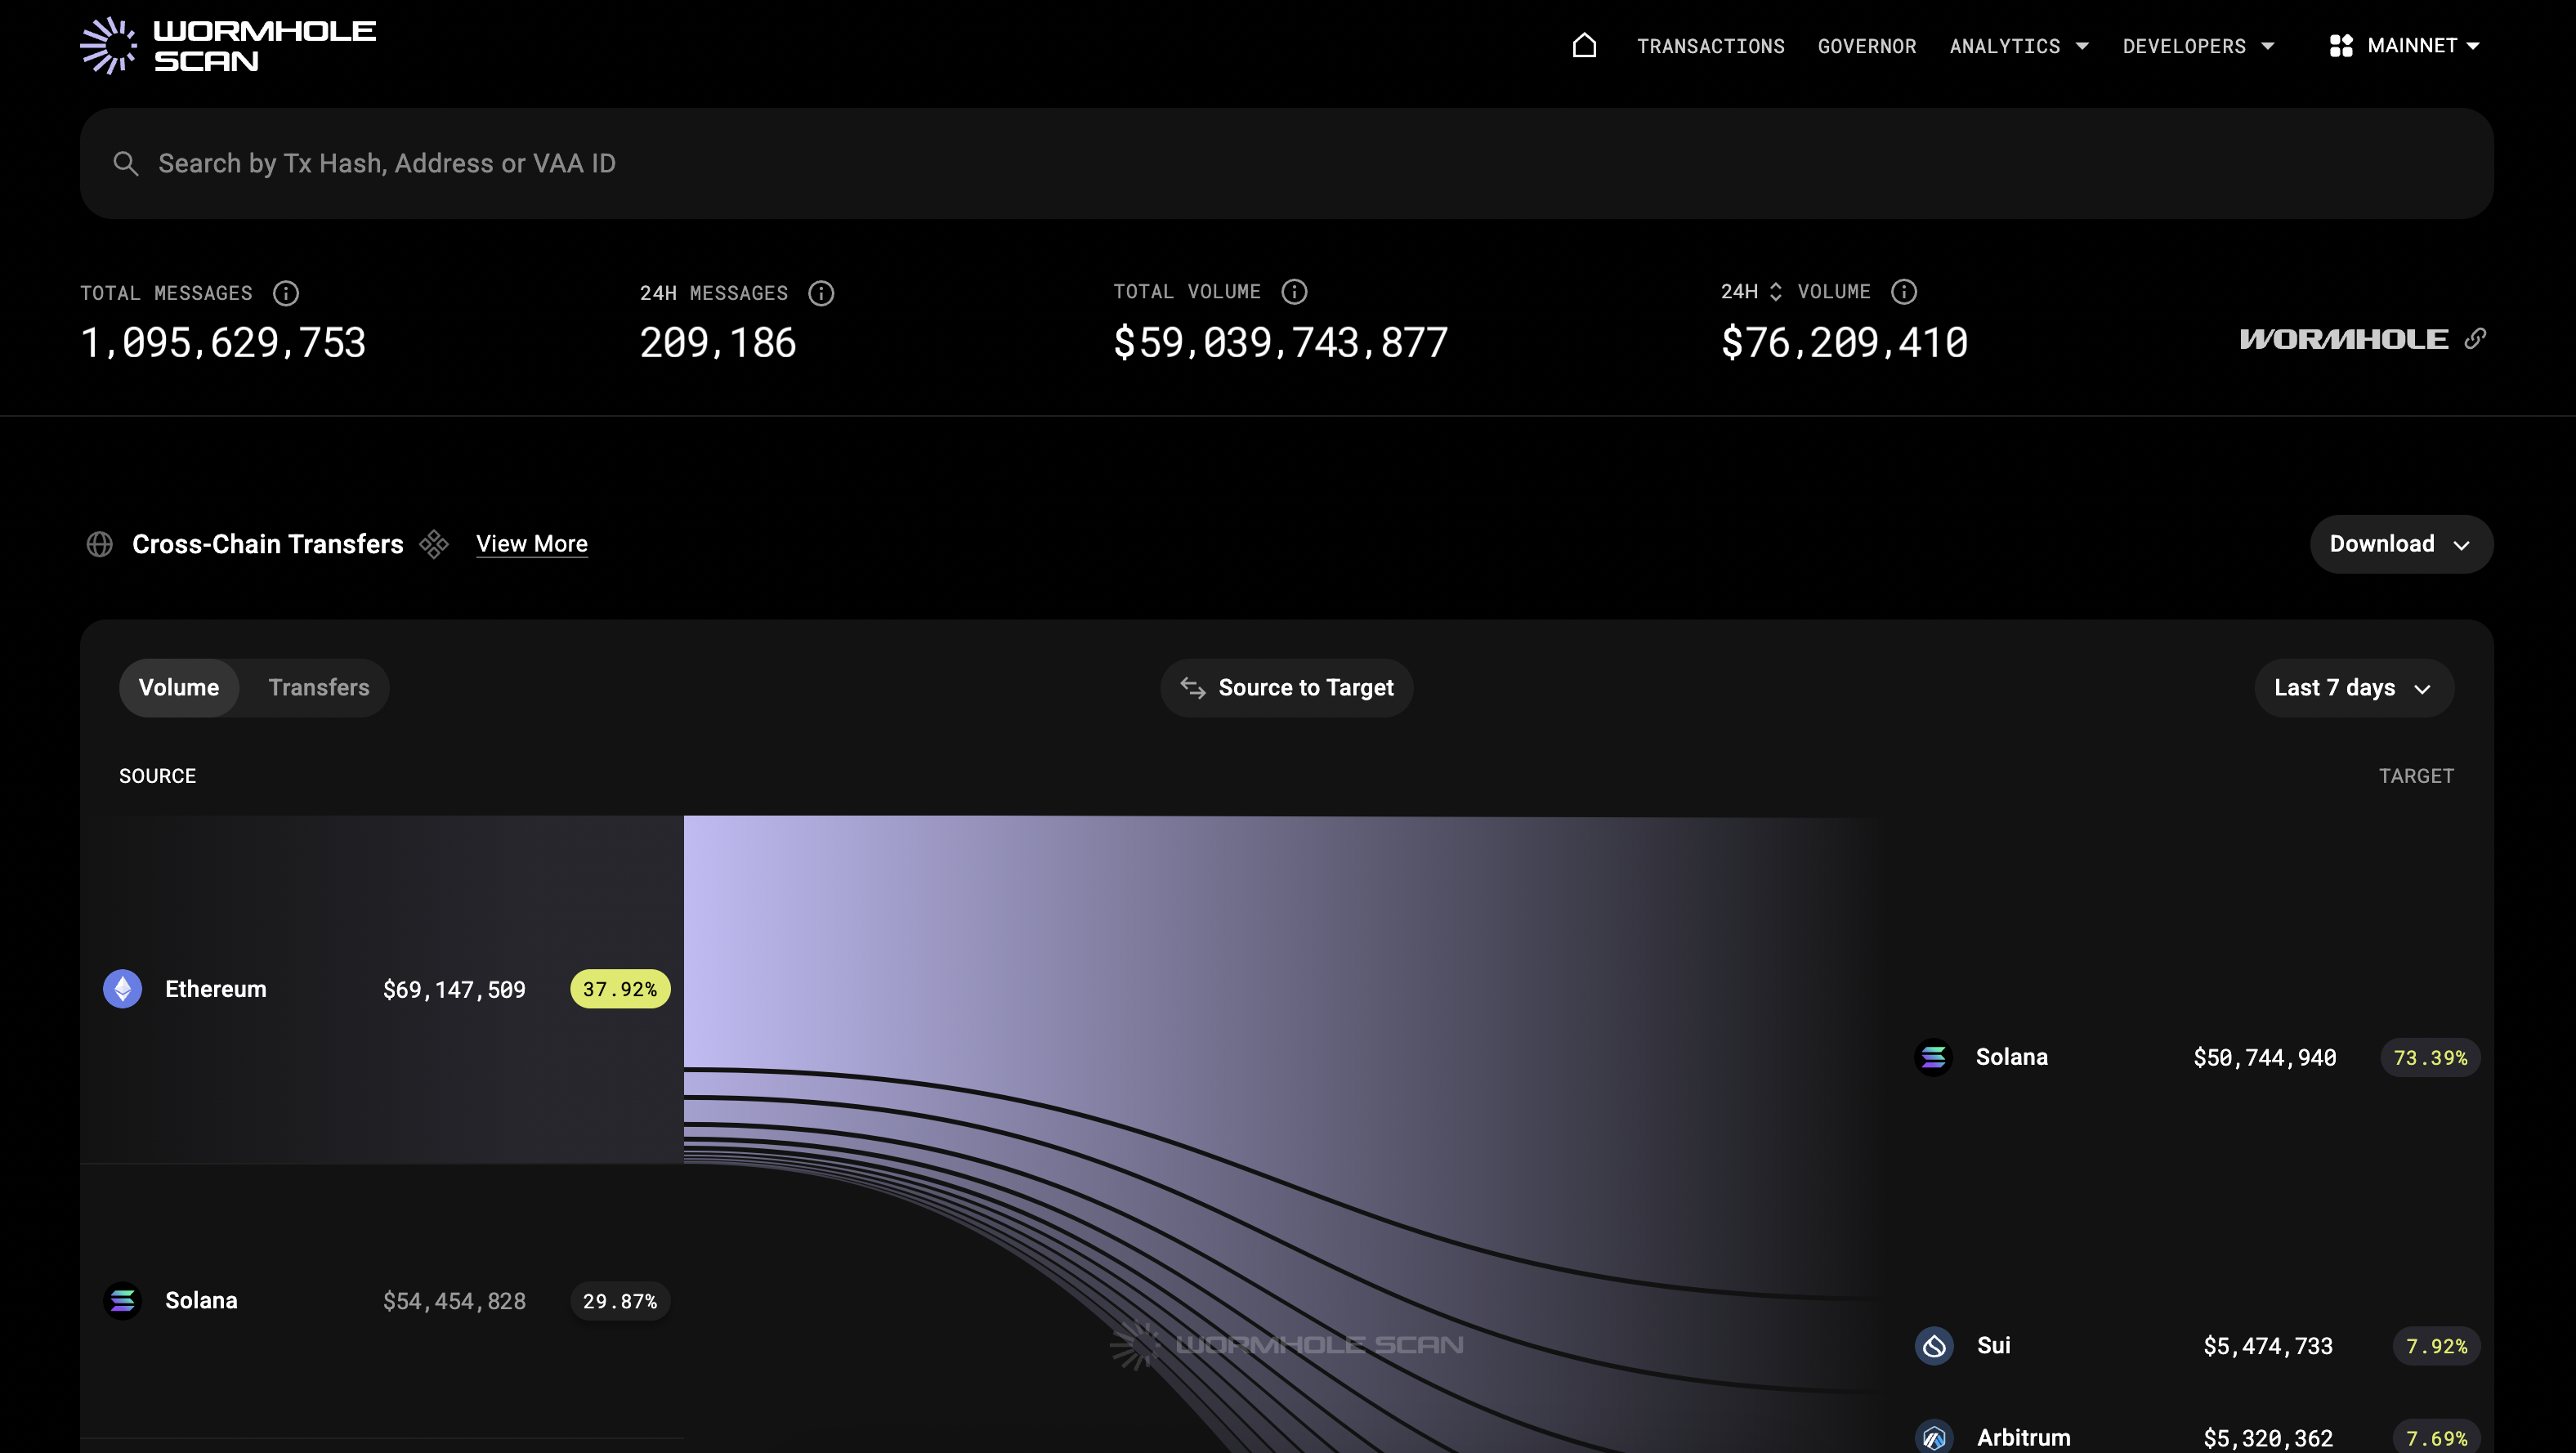 WORMHOLE
SCAN
TRANSACTIONS GOVERNOR ANALYTICS DEVELOPERS MAINNET
Search by Tx Hash, Address or VAA ID
TOTAL MESSAGES 24H MESSAGES TOTAL VOLUME 24H VOLUME
1,095,629,753 209,186 $59,039,743,877 $76,209,410 WORMHOLE
Cross-Chain Transfers View More Download
Volume Transfers Source to Target Last 7 days
SOURCE TARGET
Ethereum $69,147,509 37.92%
Solana $50,744,940 73.39%
Solana $54,454,828 29.87%
WORMHOLE SCAN
Sui $5,474,733 7.92%
Arbitrum $5,320,362 7.69%